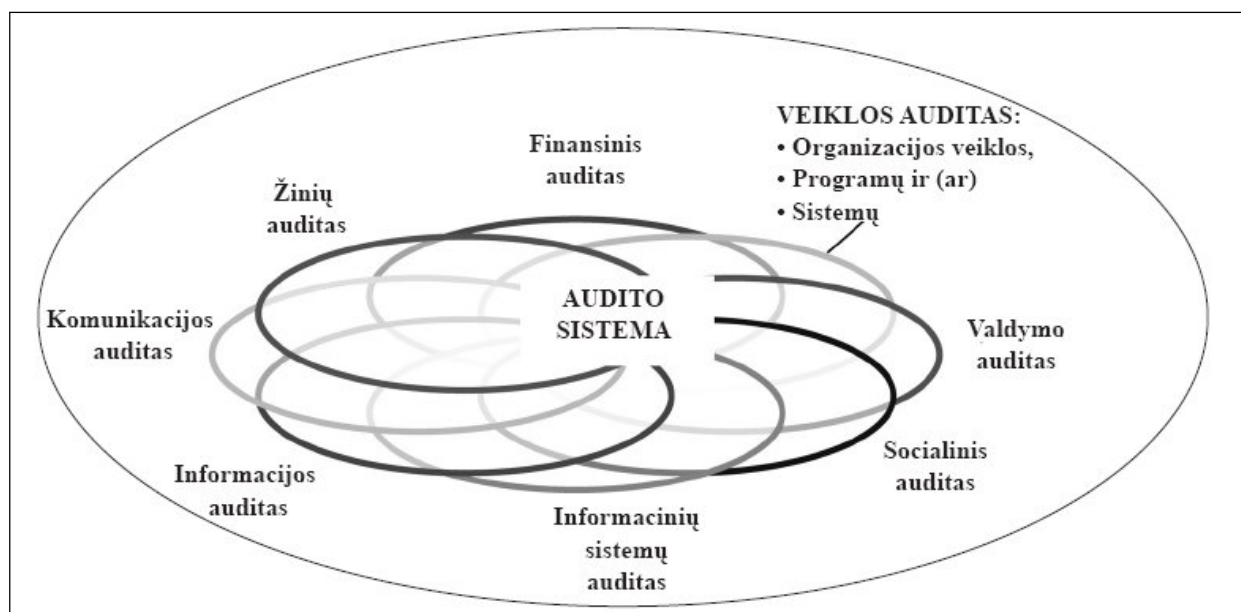 VEIKLOS AUDITAS:
• Organizacijos veiklos,
• Programų ir (ar)
• Sistemų
Finansinis
auditas
Žinių
auditas
AUDITO
SISTEMA
Komunikacijos
auditas
Valdymo
auditas
Socialinis
auditas
Informacijos
auditas
Informacinių
sistemų
auditas